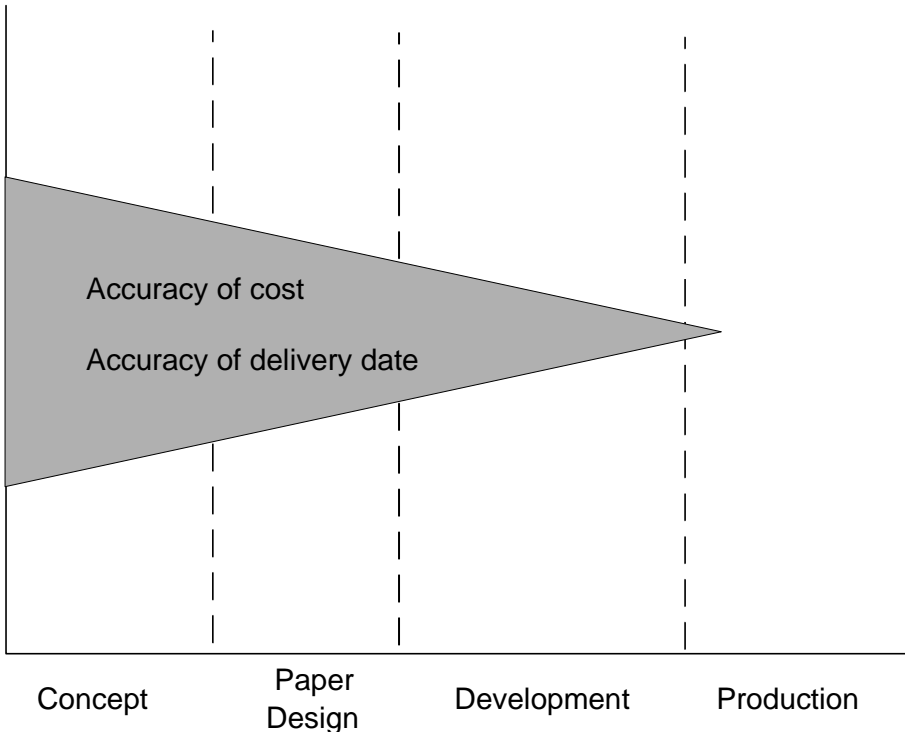 Accuracy of cost
Accuracy of delivery date
Concept
Paper
Design
Development
Production